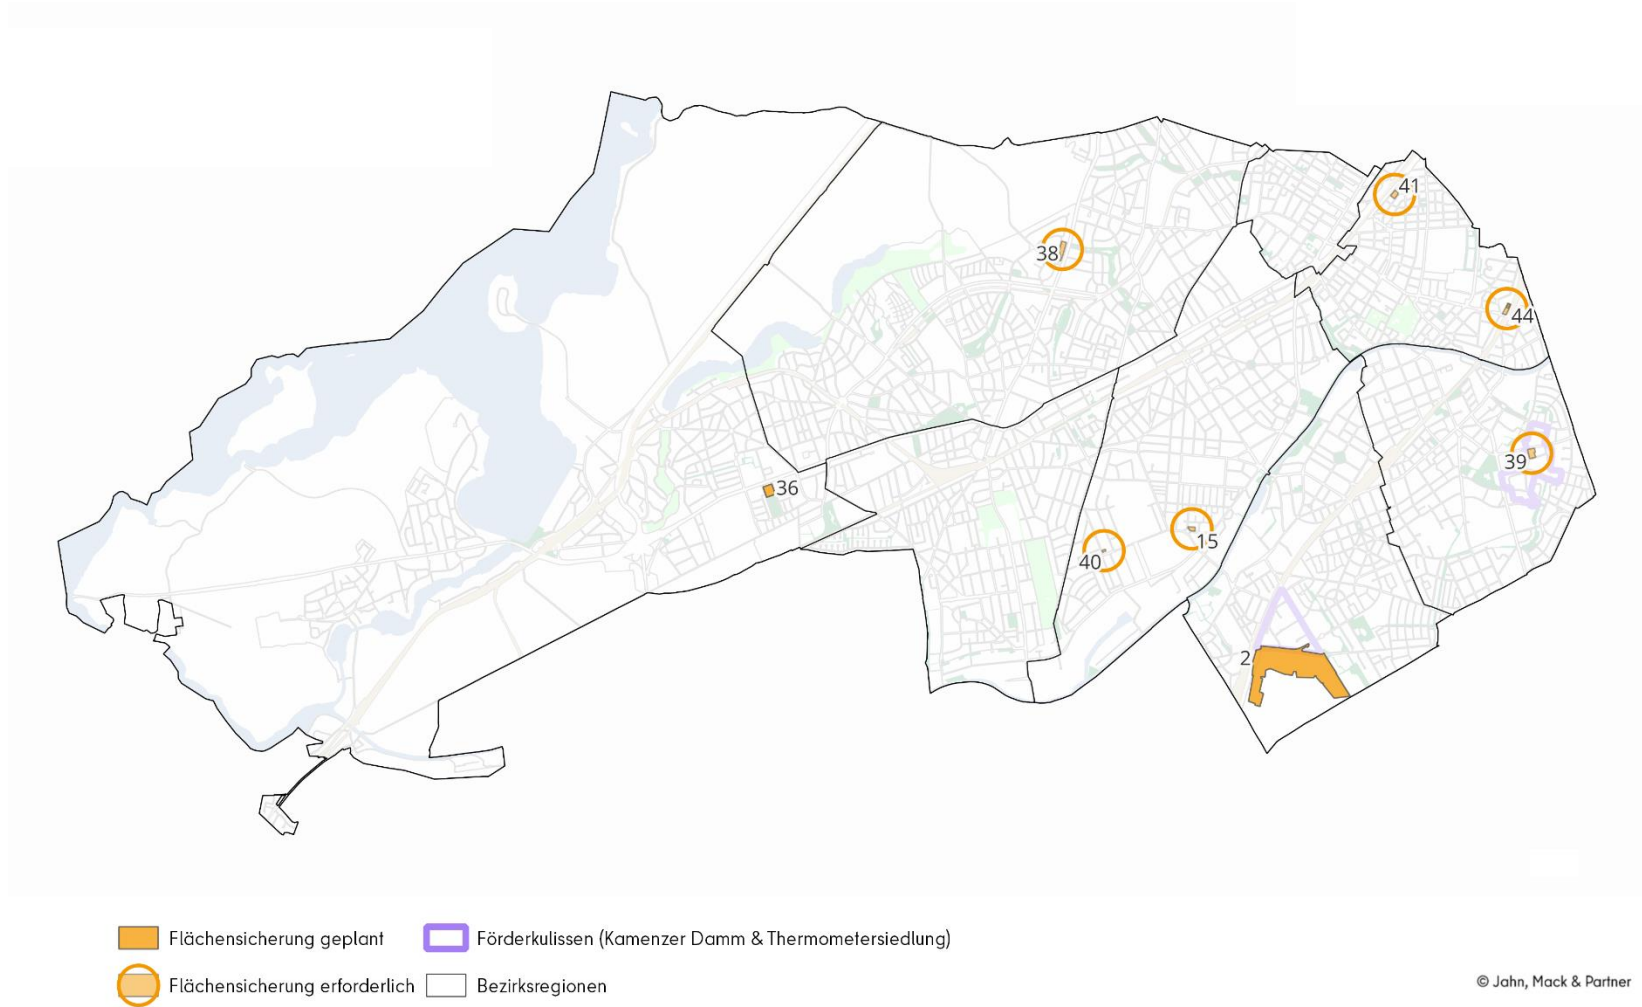 41
38
44
39
36
15
40
2
Flächensicherung geplant
Förderkulissen (Kamenzer Damm & Thermometersiedlung)
Flächensicherung erforderlich
Bezirksregionen
© Jahn, Mack & Partner